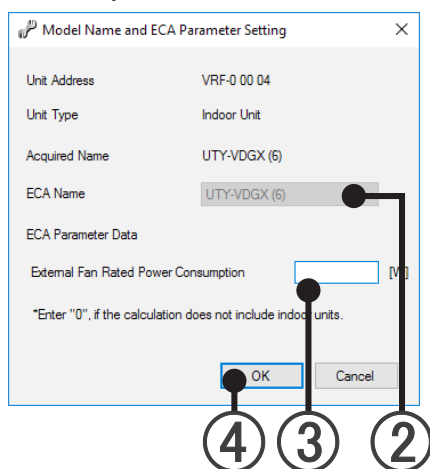 Model Name and ECA Parameter Setting
Unit Address VRF-0 00 04
Unit Type Indoor Unit
Acquired Name UTY-VDGX (6)
ECA Name UTY-VDGX (6)
ECA Parameter Data
External Fan Rated Power Consumption [W]
*Enter "0", if the calculation does not include indoor units.
OK Cancel
④ ③ ②